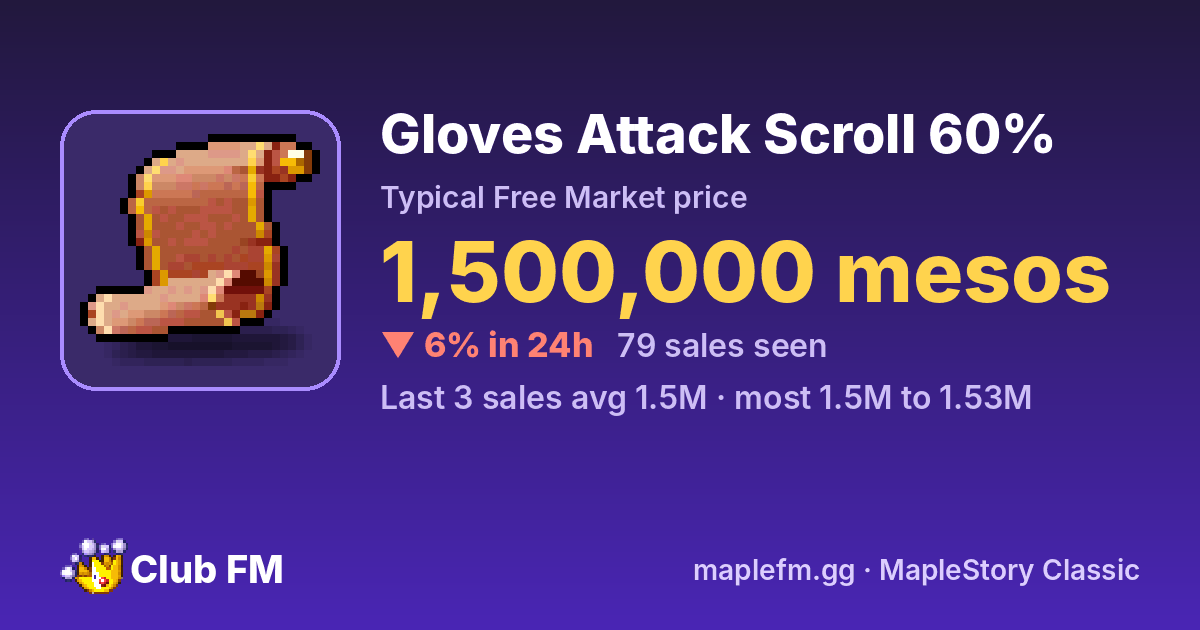 Gloves Attack Scroll 60%
Typical Free Market price
1,500,000 mesos
▼ 6% in 24h 79 sales seen
Last 3 sales avg 1.5M · most 1.5M to 1.53M
Club FM
maplefm.gg · MapleStory Classic